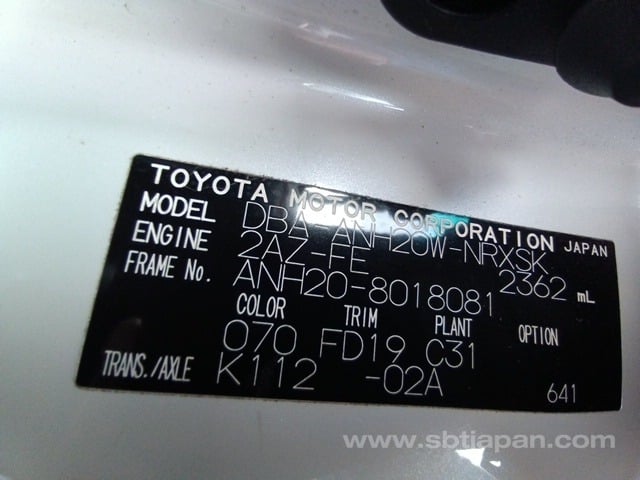 TOYOTA MOTOR CORPORATION JAPAN
MODEL DBA-ANH20W-NRXSK
ENGINE 2AZ-FE 2362 mL
FRAME No. ANH20-8018081
COLOR TRIM PLANT OPTION
070 FD19 C31
TRANS./AXLE K112 -02A 641
www.sbtjapan.com